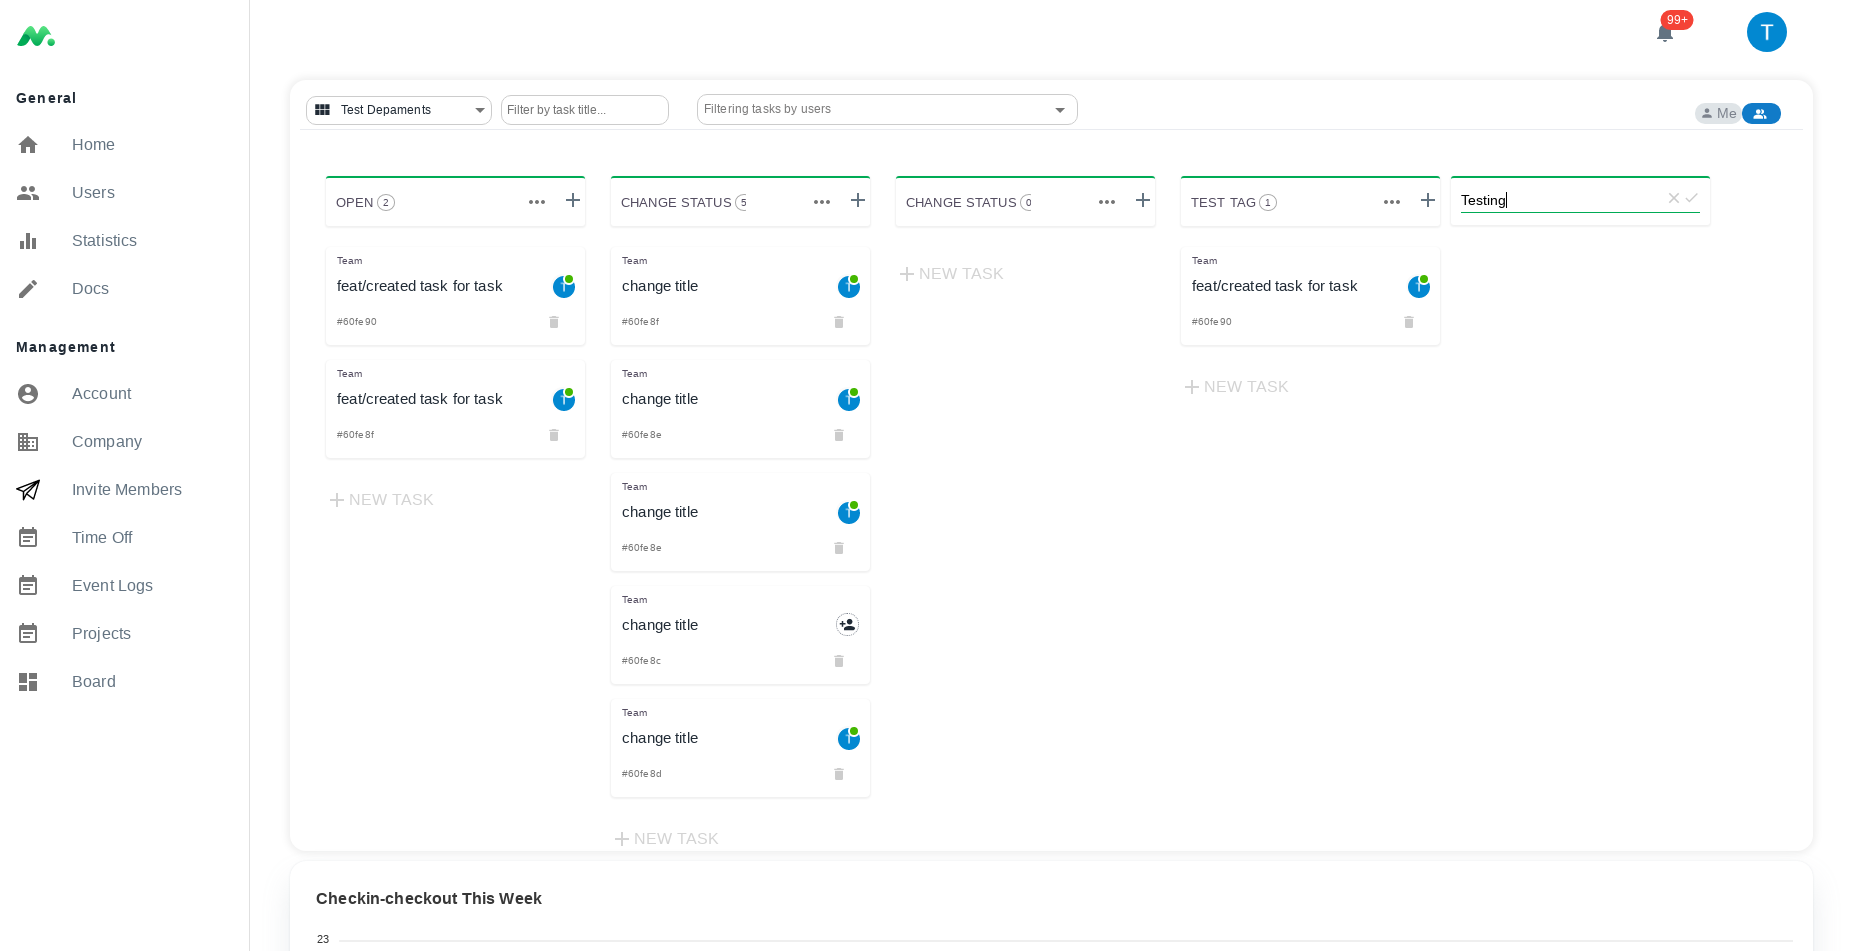 General
Home
Users
Statistics
Docs
Management
Account
Company
Invite Members
Time Off
Event Logs
Projects
Board
99+
T
Test Depaments
Filter by task title...
Filtering tasks by users
Me
OPEN 2
Team
feat/created task for task
T
#60fe90
Team
feat/created task for task
T
#60fe8f
NEW TASK
CHANGE STATUS 5
Team
change title
T
#60fe8f
Team
change title
T
#60fe8e
Team
change title
T
#60fe8e
Team
change title
#60fe8c
Team
change title
T
#60fe8d
NEW TASK
CHANGE STATUS 0
NEW TASK
TEST TAG 1
Team
feat/created task for task
T
#60fe90
NEW TASK
Testing
Checkin-checkout This Week
23